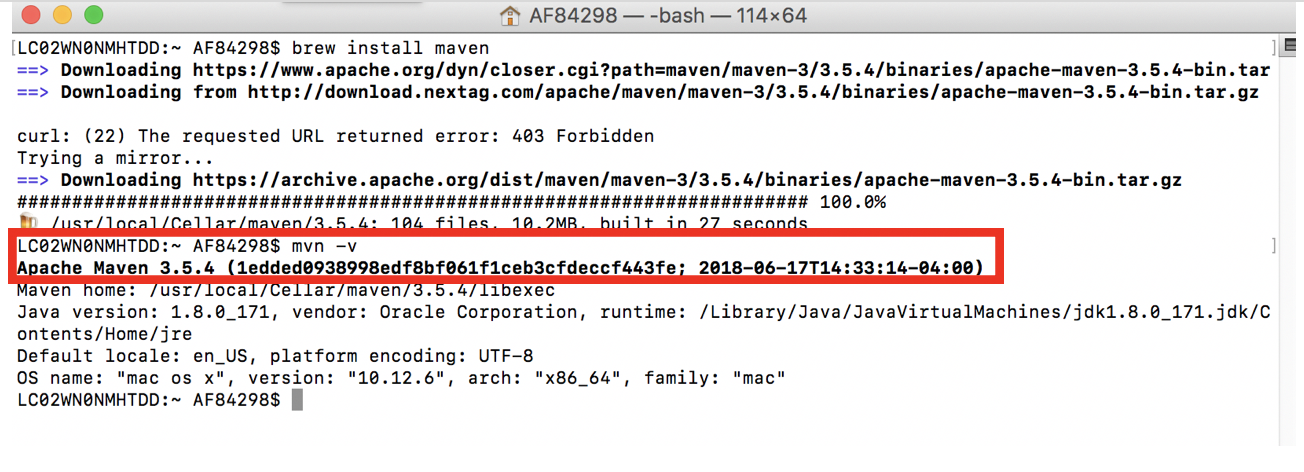 AF84298 — -bash — 114×64
[LC02WN0NMHTDD:~ AF84298$ brew install maven ]
==> Downloading https://www.apache.org/dyn/closer.cgi?path=maven/maven-3/3.5.4/binaries/apache-maven-3.5.4-bin.tar
==> Downloading from http://download.nextag.com/apache/maven/maven-3/3.5.4/binaries/apache-maven-3.5.4-bin.tar.gz
curl: (22) The requested URL returned error: 403 Forbidden
Trying a mirror...
==> Downloading https://archive.apache.org/dist/maven/maven-3/3.5.4/binaries/apache-maven-3.5.4-bin.tar.gz
######################################################################## 100.0%
🍺 /usr/local/Cellar/maven/3.5.4: 104 files, 10.2MB, built in 27 seconds
LC02WN0NMHTDD:~ AF84298$ mvn -v ]
Apache Maven 3.5.4 (1edded0938998edf8bf061f1ceb3cfdeccf443fe; 2018-06-17T14:33:14-04:00)
Maven home: /usr/local/Cellar/maven/3.5.4/libexec
Java version: 1.8.0_171, vendor: Oracle Corporation, runtime: /Library/Java/JavaVirtualMachines/jdk1.8.0_171.jdk/C
ontents/Home/jre
Default locale: en_US, platform encoding: UTF-8
OS name: "mac os x", version: "10.12.6", arch: "x86_64", family: "mac"
LC02WN0NMHTDD:~ AF84298$